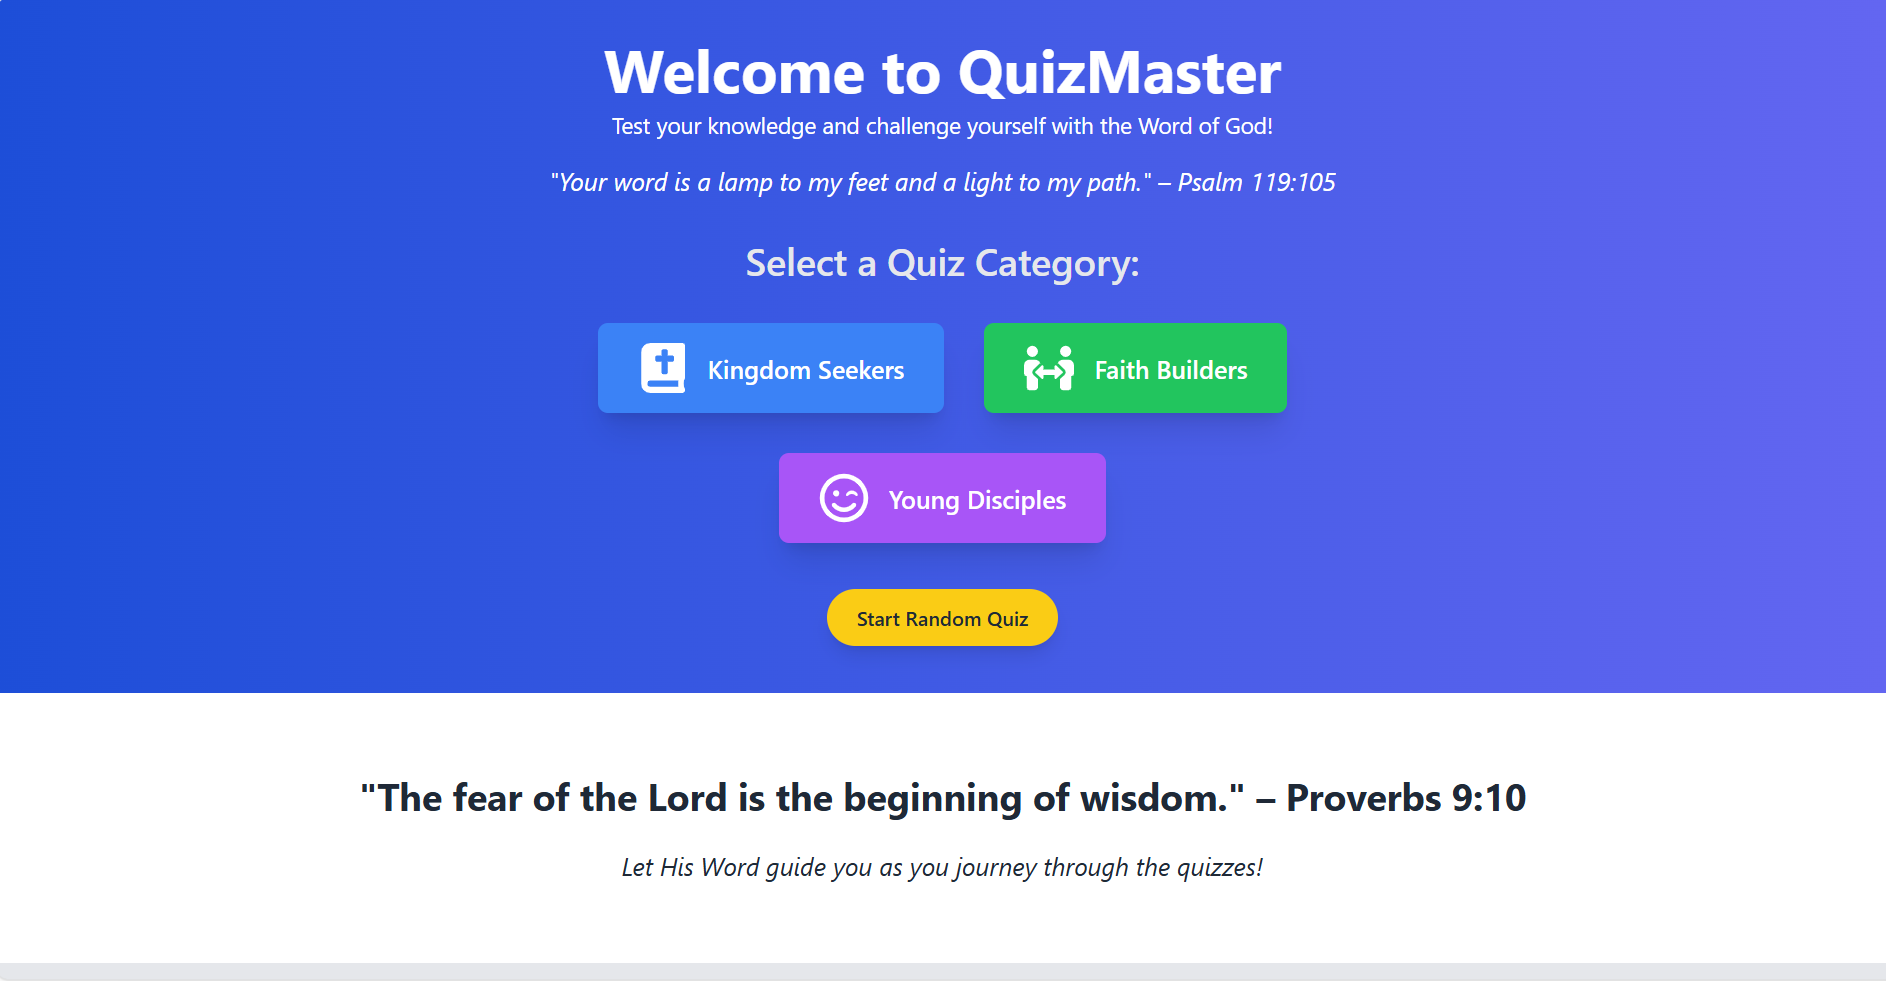 Welcome to QuizMaster
Test your knowledge and challenge yourself with the Word of God!
"Your word is a lamp to my feet and a light to my path." – Psalm 119:105
Select a Quiz Category:
Kingdom Seekers
Faith Builders
Young Disciples
Start Random Quiz
"The fear of the Lord is the beginning of wisdom." – Proverbs 9:10
Let His Word guide you as you journey through the quizzes!